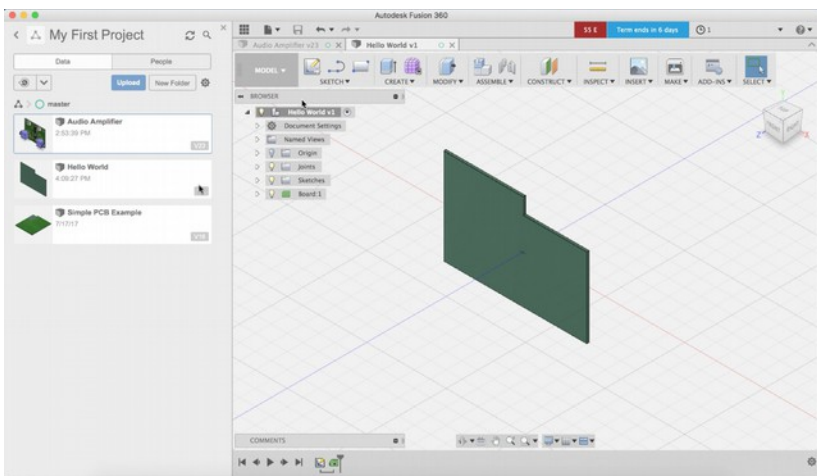 Autodesk Fusion 360
My First Project
Data People
Upload New Folder
master
Audio Amplifier
2:53:39 PM
V23
Hello World
4:09:27 PM
Simple PCB Example
7/17/17
Audio Amplifier v23
Hello World v1
Term ends in 6 days
1
MODEL
SKETCH CREATE MODIFY ASSEMBLE CONSTRUCT INSPECT INSERT MAKE ADD-INS SELECT
BROWSER
Hello World v1
Document Settings
Named Views
Origin
Joints
Sketches
Board:1
COMMENTS